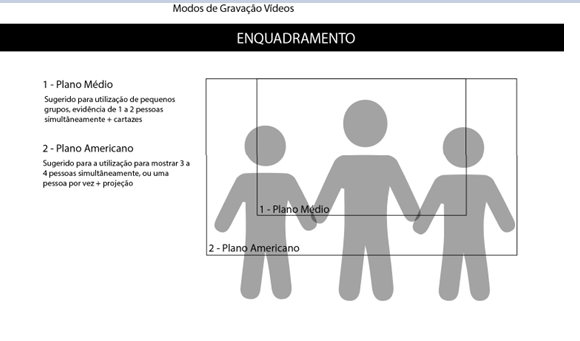 Modos de Gravação Vídeos
ENQUADRAMENTO
1 - Plano Médio
Sugerido para utilização de pequenos
grupos, evidência de 1 a 2 pessoas
simultâneamente + cartazes
2 - Plano Americano
Sugerido para a utilização para mostrar 3 a
4 pessoas simultâneamente, ou uma
pessoa por vez + projeção
1 - Plano Médio
2 - Plano Americano